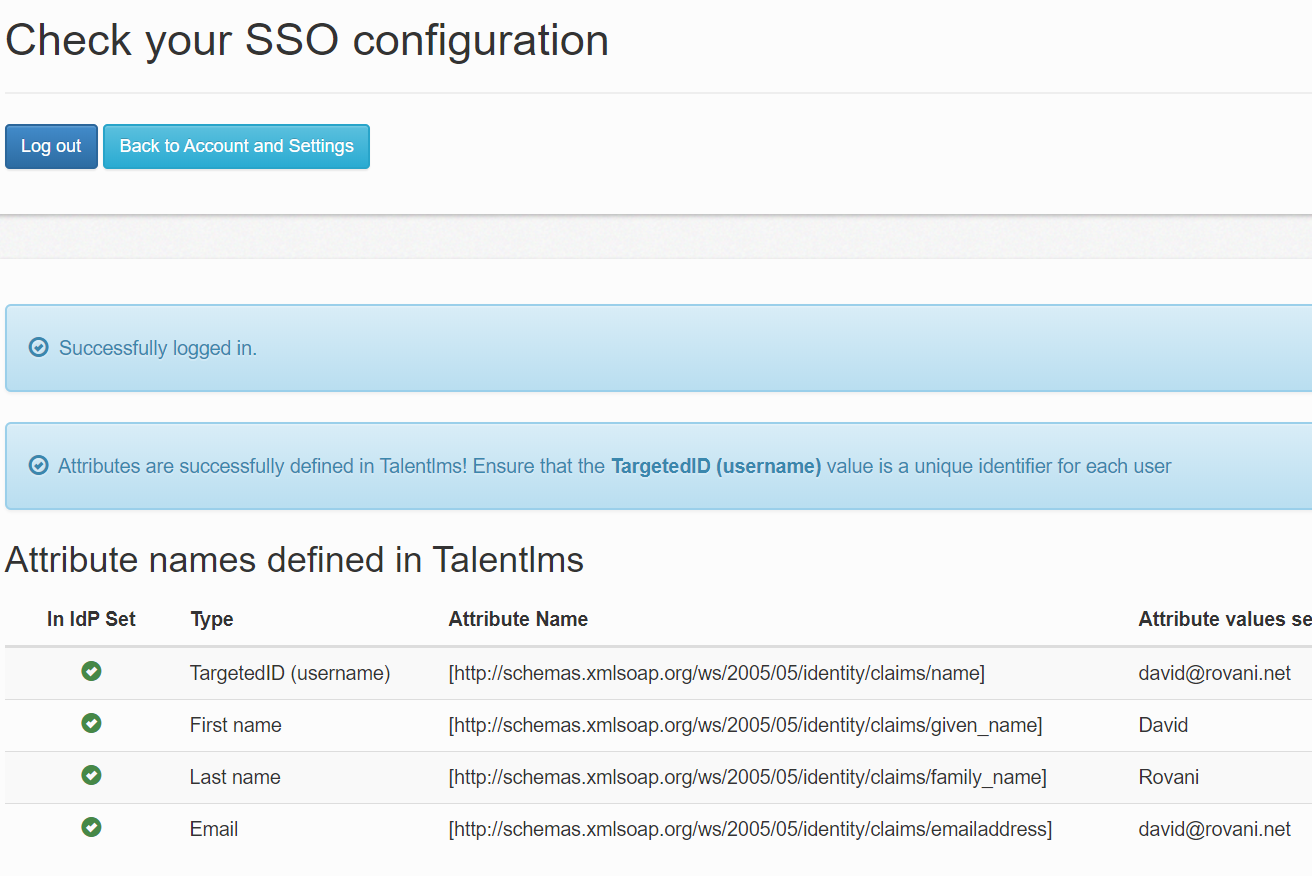 Check your SSO configuration
Log out Back to Account and Settings
Successfully logged in.
Attributes are successfully defined in Talentlms! Ensure that the TargetedID (username) value is a unique identifier for each user
Attribute names defined in Talentlms
In IdP Set Type Attribute Name Attribute values se
TargetedID (username) [http://schemas.xmlsoap.org/ws/2005/05/identity/claims/name] david@rovani.net
First name [http://schemas.xmlsoap.org/ws/2005/05/identity/claims/given_name] David
Last name [http://schemas.xmlsoap.org/ws/2005/05/identity/claims/family_name] Rovani
Email [http://schemas.xmlsoap.org/ws/2005/05/identity/claims/emailaddress] david@rovani.net